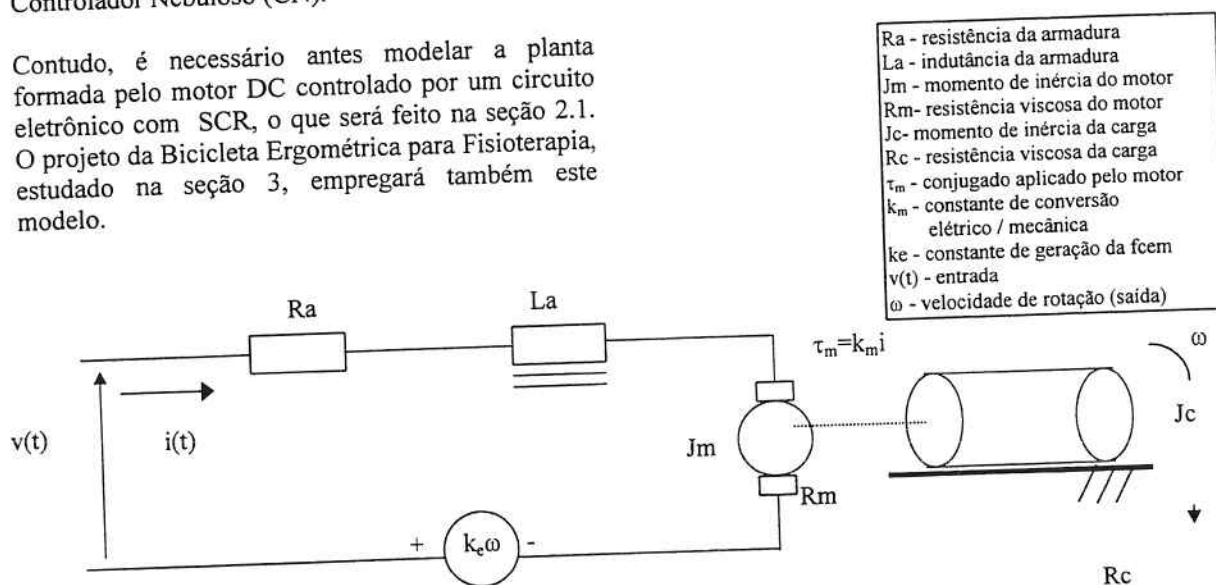 Contudo, é necessário antes modelar a planta
formada pelo motor DC controlado por um circuito
eletrônico com SCR, o que será feito na seção 2.1.
O projeto da Bicicleta Ergométrica para Fisioterapia,
estudado na seção 3, empregará também este
modelo.
Ra - resistência da armadura
La - indutância da armadura
Jm - momento de inércia do motor
Rm- resistência viscosa do motor
Jc- momento de inércia da carga
Rc - resistência viscosa da carga
τm - conjugado aplicado pelo motor
km - constante de conversão
elétrico / mecânica
ke - constante de geração da fcem
v(t) - entrada
ω - velocidade de rotação (saída)
Ra
La
τm=kmi
ω
Jc
v(t)
i(t)
Jm
Rm
+ keω -
Rc